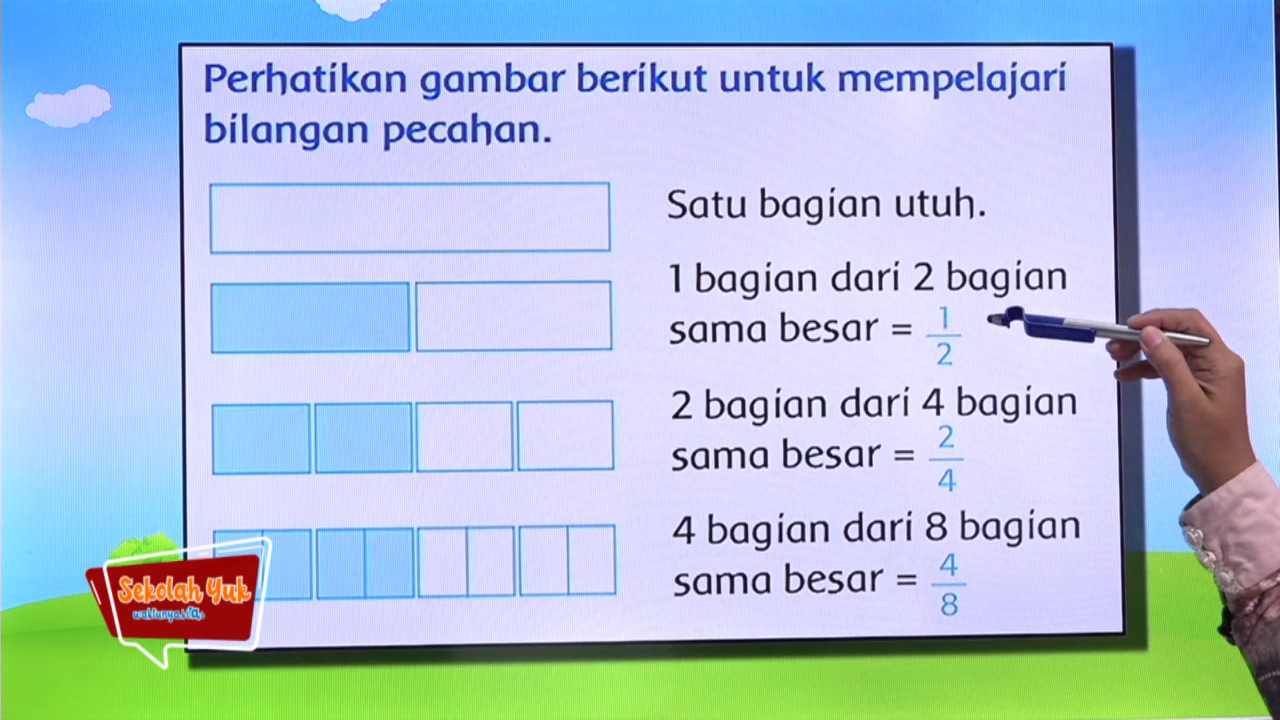 Perhatikan gambar berikut untuk mempelajari
bilangan pecahan.
Satu bagian utuh.
1 bagian dari 2 bagian
sama besar = 1/2
2 bagian dari 4 bagian
sama besar = 2/4
4 bagian dari 8 bagian
sama besar = 4/8
Sekolah Yuk